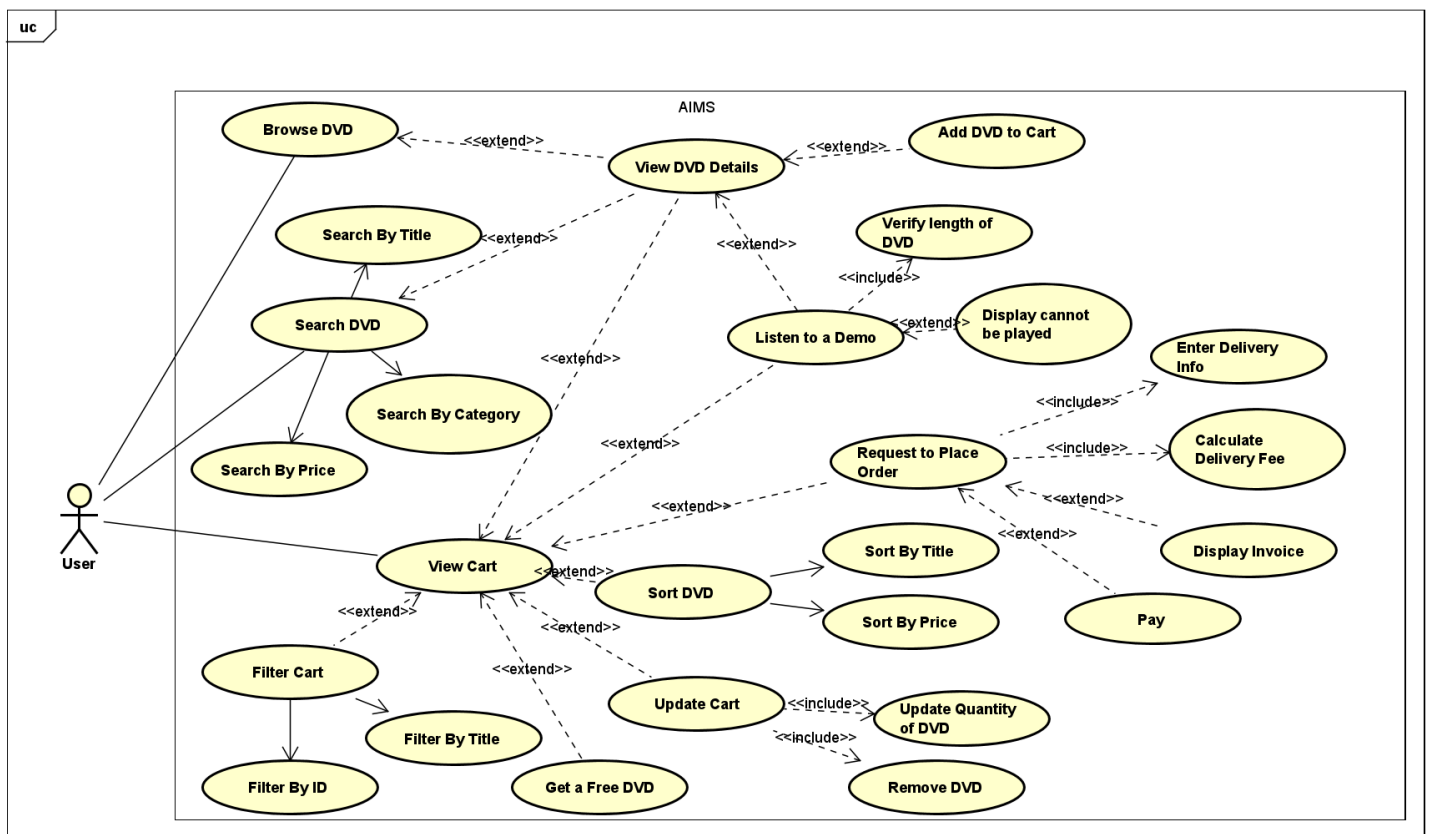 uc
AIMS
Browse DVD
<<extend>>
View DVD Details
<<extend>>
Add DVD to Cart
Search By Title
<<extend>>
<<extend>>
Verify length of
DVD
<<include>>
Search DVD
Listen to a Demo
<<extend>>
Display cannot
be played
Enter Delivery
Info
<<extend>>
Search By Category
<<include>>
<<extend>>
Search By Price
Request to Place
Order
<<include>>
Calculate
Delivery Fee
<<extend>>
<<extend>>
<<extend>>
User
View Cart
<<extend>>
Sort By Title
Display Invoice
Sort DVD
<<extend>>
<<extend>>
Sort By Price
Pay
Filter Cart
<<extend>>
Update Cart
<<include>>
Update Quantity
of DVD
Filter By Title
<<include>>
Filter By ID
Get a Free DVD
Remove DVD